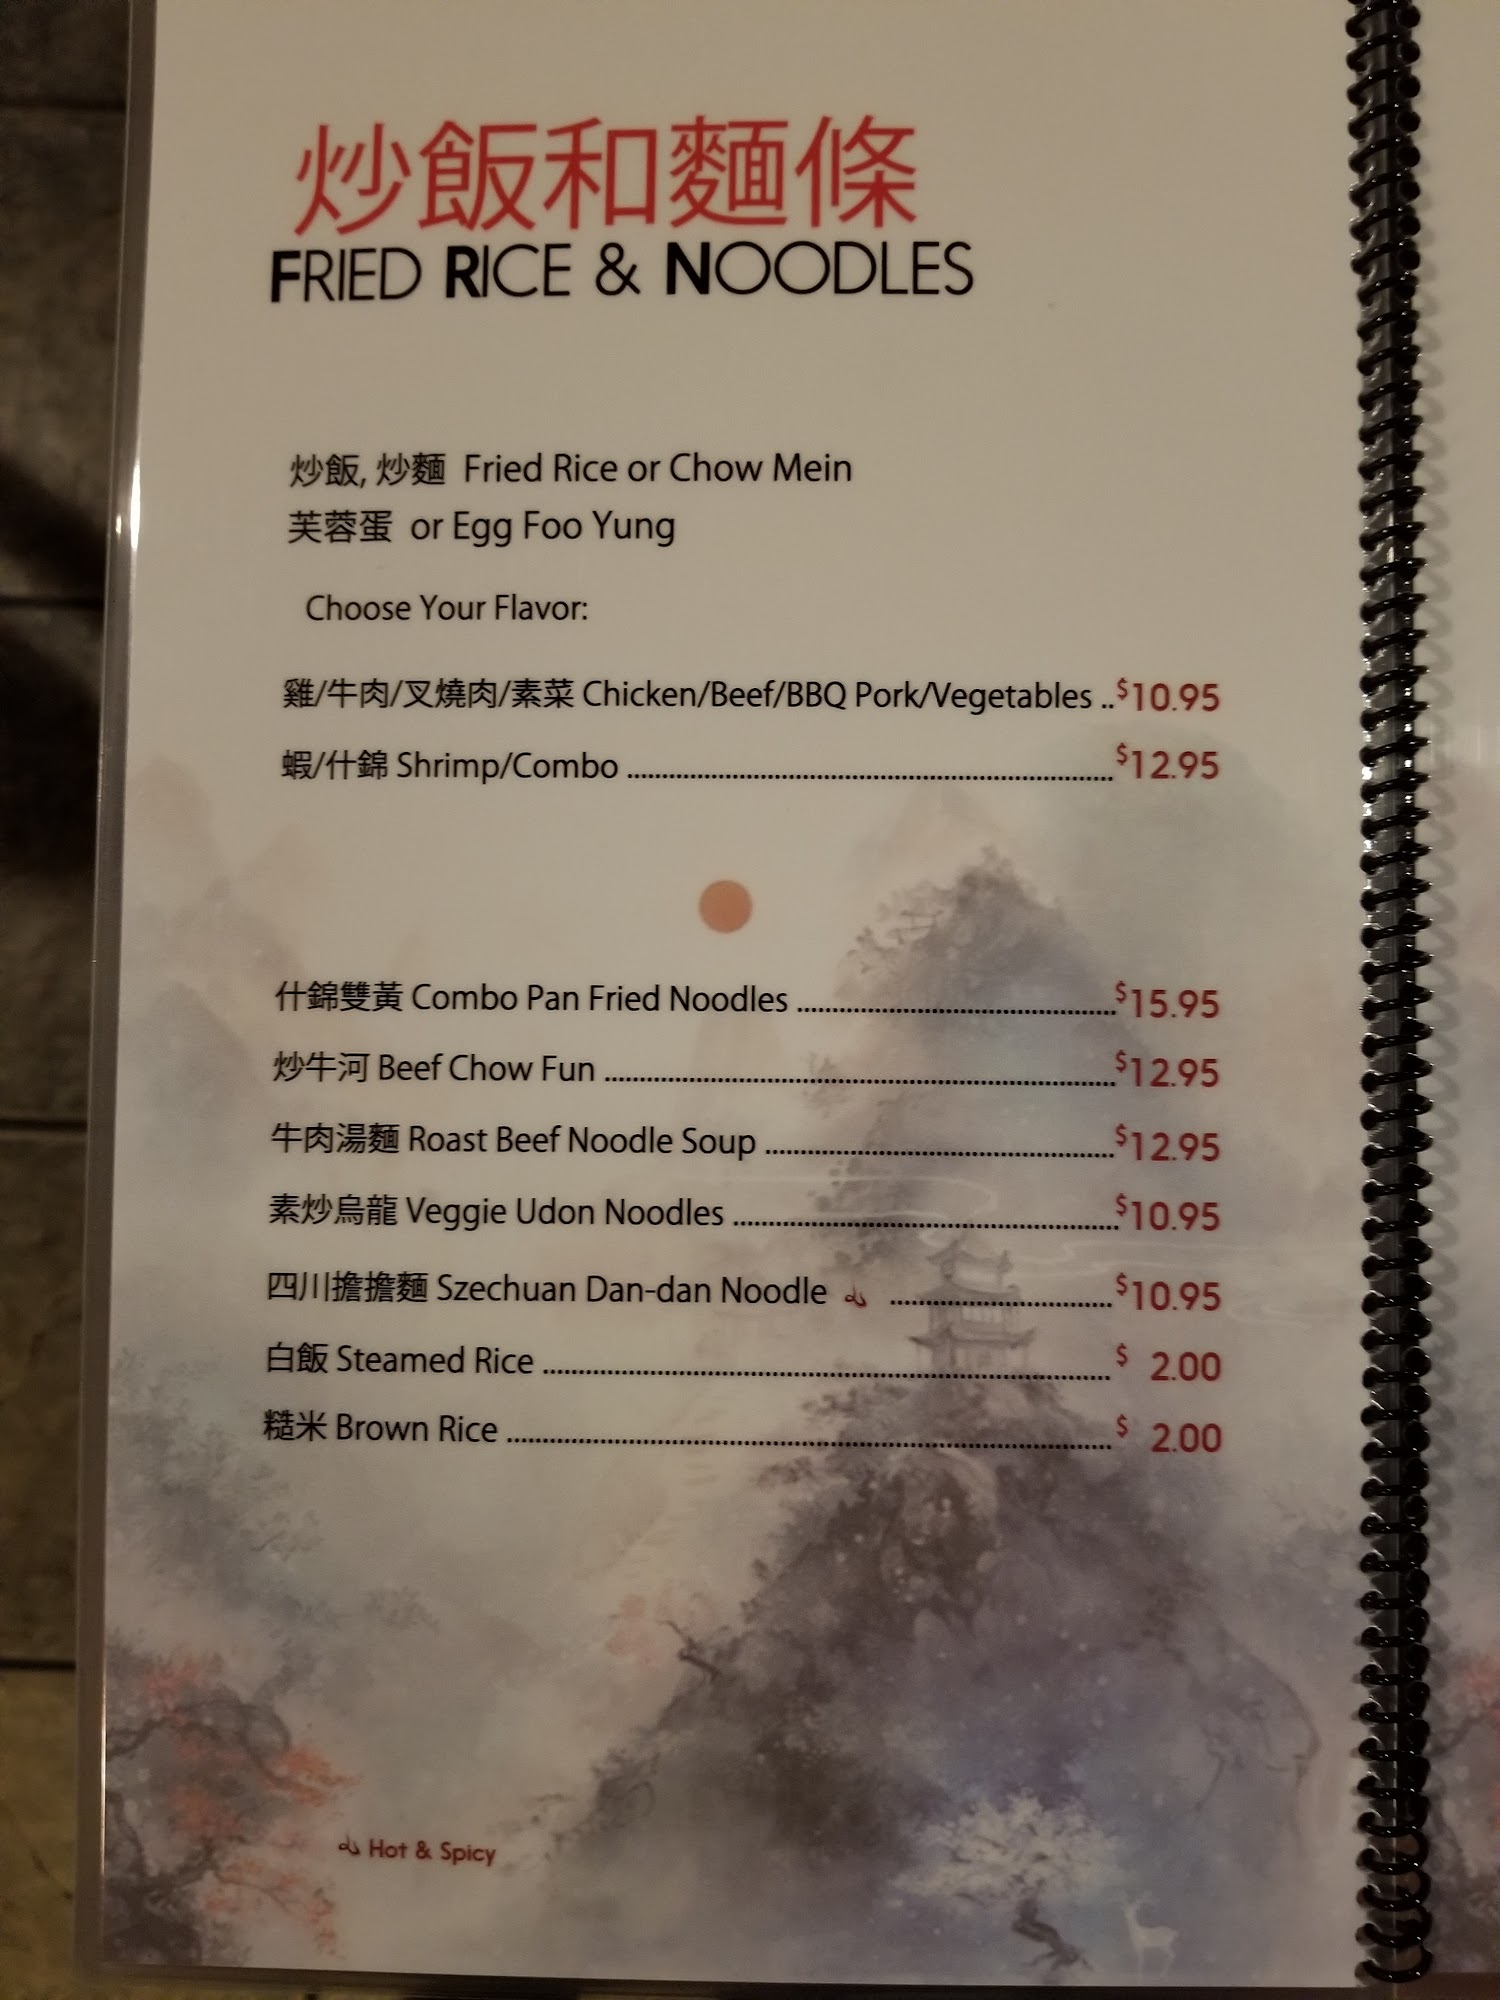 炒飯和麵條
FRIED RICE & NOODLES
炒飯, 炒麵 Fried Rice or Chow Mein
芙蓉蛋 or Egg Foo Yung
Choose Your Flavor:
雞/牛肉/叉燒肉/素菜 Chicken/Beef/BBQ Pork/Vegetables ..$10.95
蝦/什錦 Shrimp/Combo ........ $12.95
什錦雙黃 Combo Pan Fried Noodles ........ $15.95
炒牛河 Beef Chow Fun ........ $12.95
牛肉湯麵 Roast Beef Noodle Soup ........ $12.95
素炒烏龍 Veggie Udon Noodles ........ $10.95
四川擔擔麵 Szechuan Dan-dan Noodle ........ $10.95
白飯 Steamed Rice ........ $ 2.00
糙米 Brown Rice ........ $ 2.00
Hot & Spicy